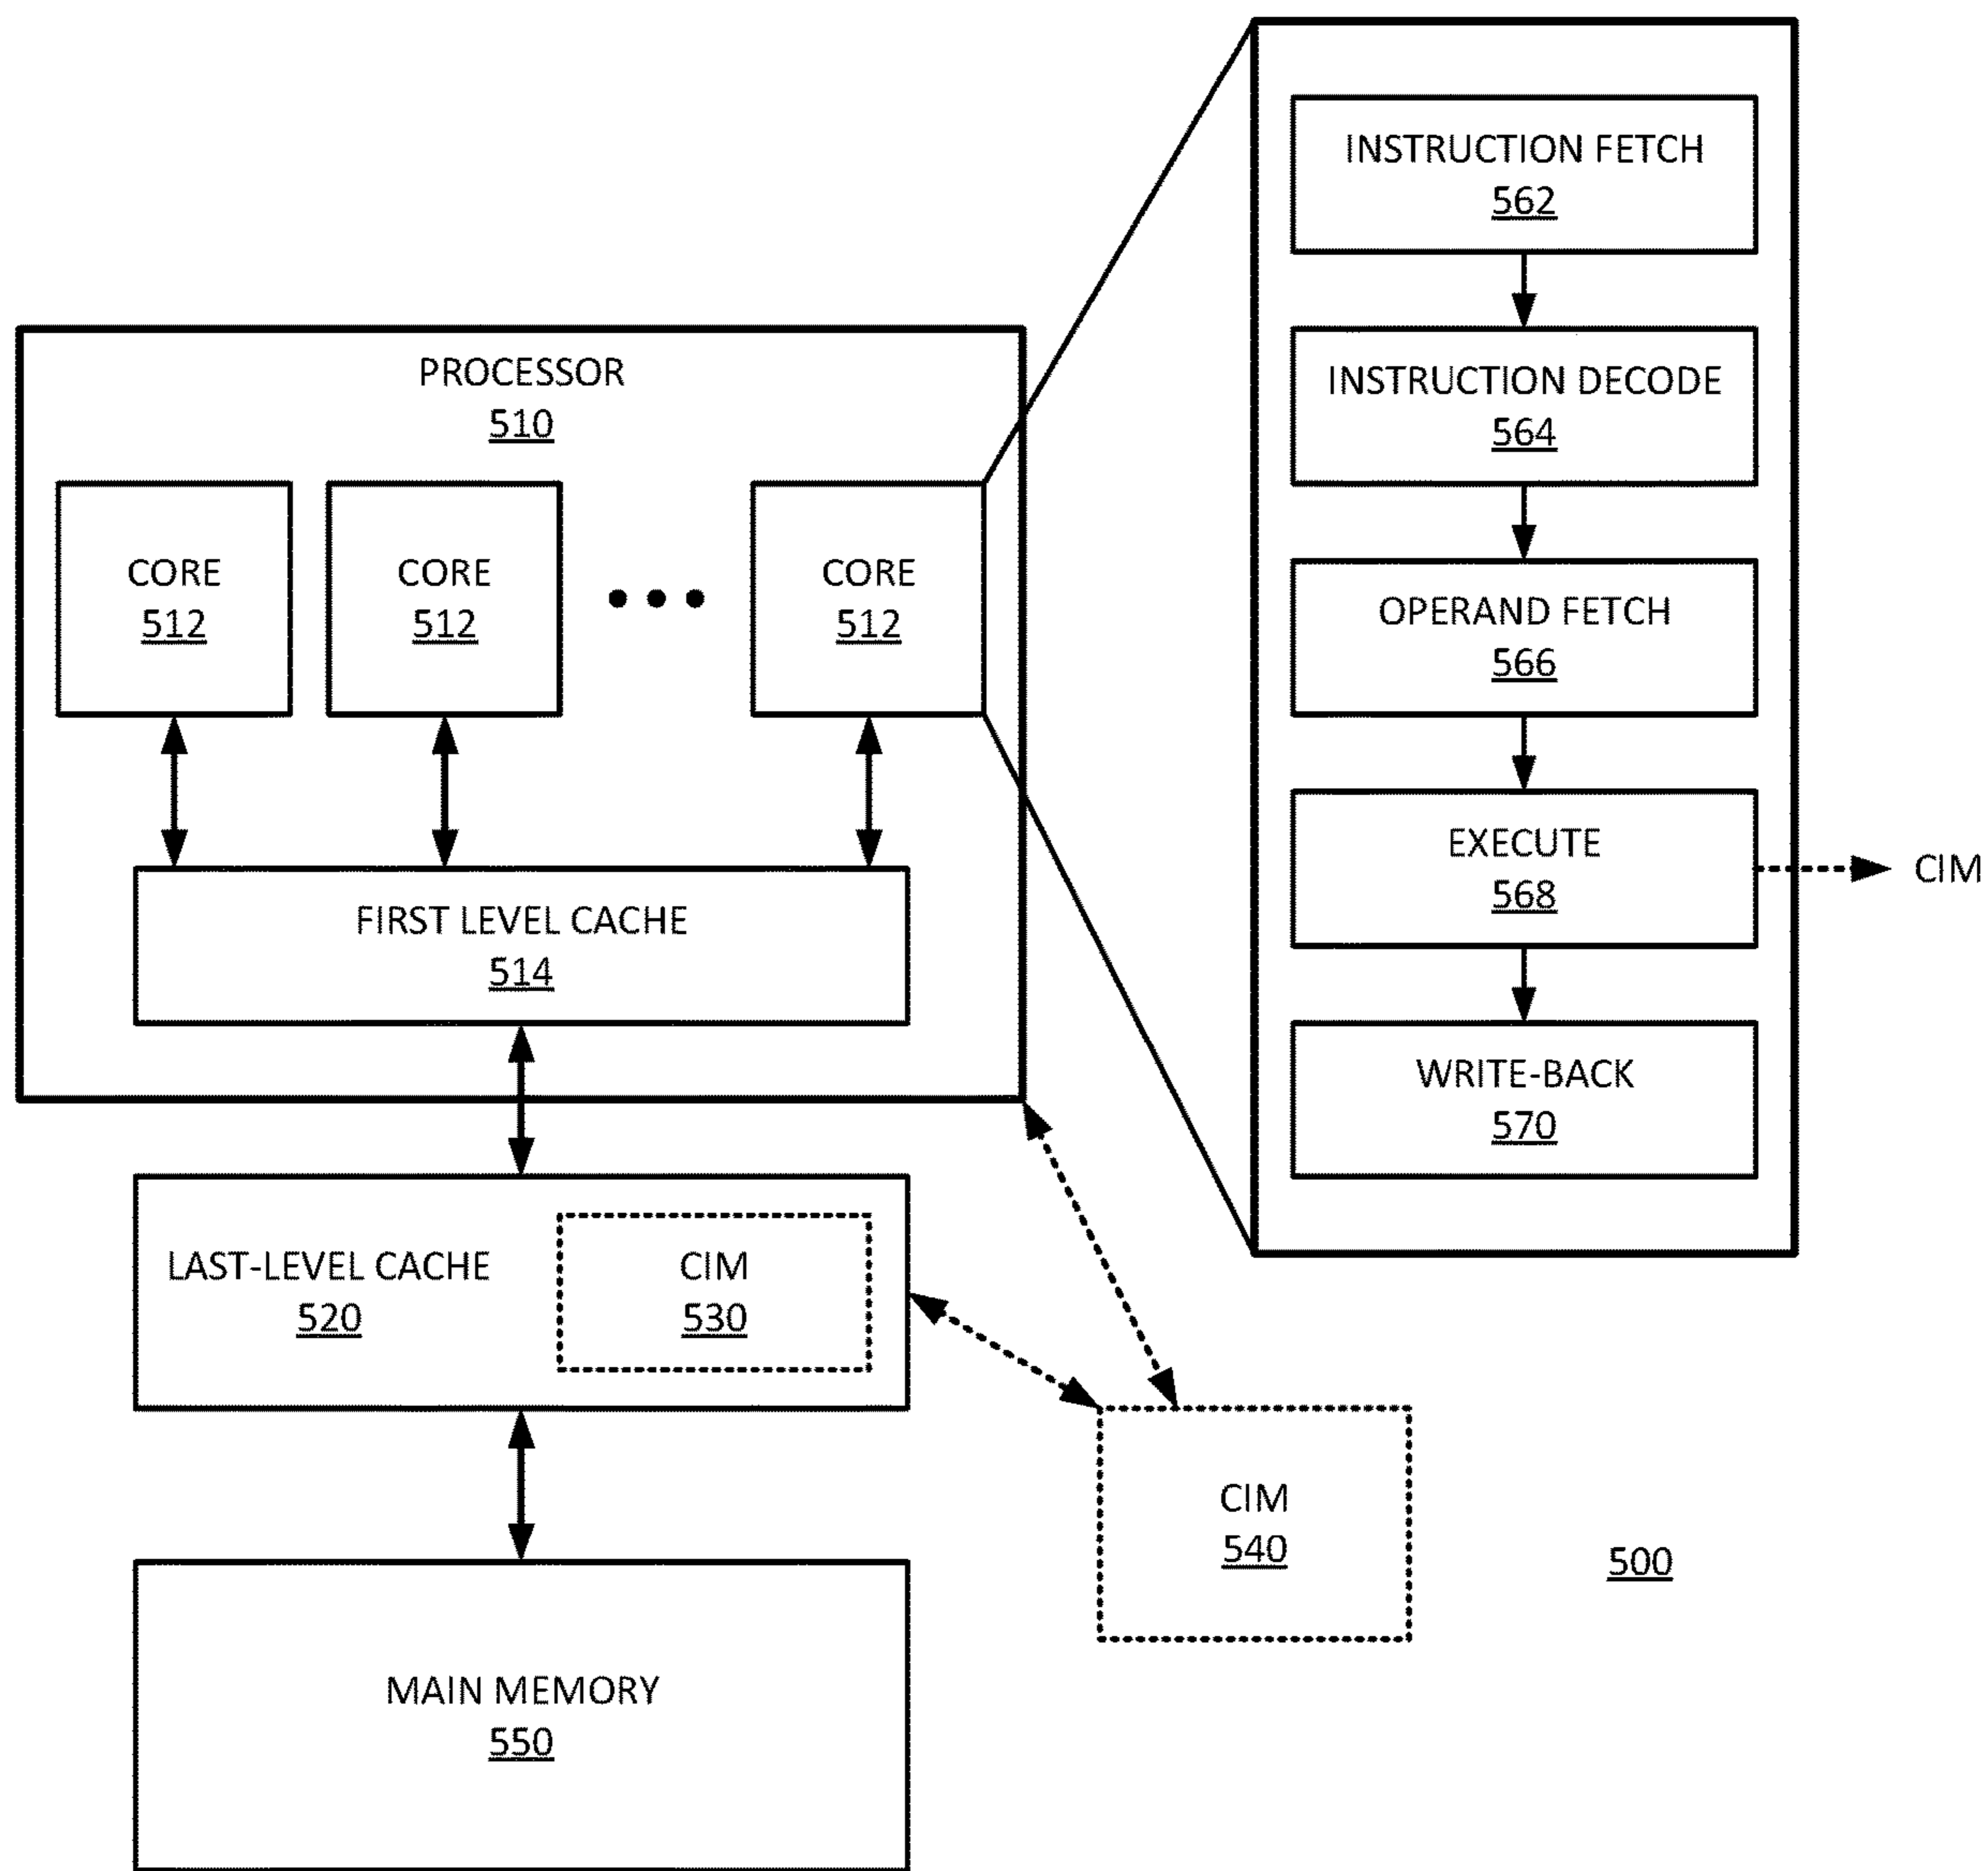 PROCESSOR
510
CORE
512
CORE
512
CORE
512
FIRST LEVEL CACHE
514
LAST-LEVEL CACHE
520
CIM
530
CIM
540
MAIN MEMORY
550
INSTRUCTION FETCH
562
INSTRUCTION DECODE
564
OPERAND FETCH
566
EXECUTE
568
CIM
WRITE-BACK
570
500